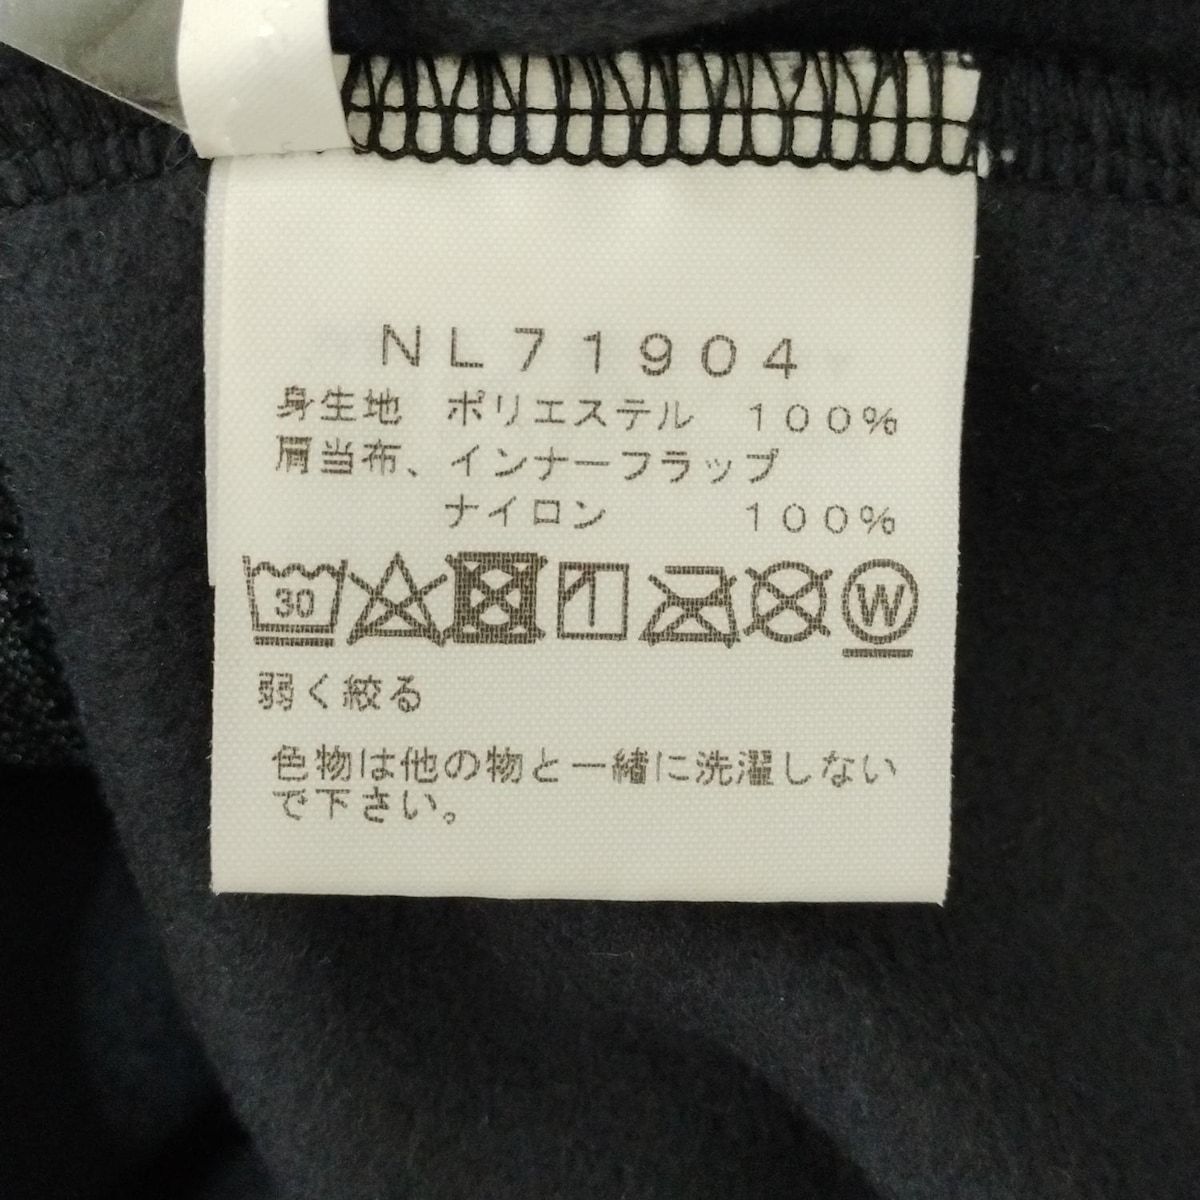 NL71904
身生地 ポリエステル 100%
肩当布、インナーフラップ
ナイロン 100%
30 W
弱く絞る
色物は他の物と一緒に洗濯しない
で下さい。